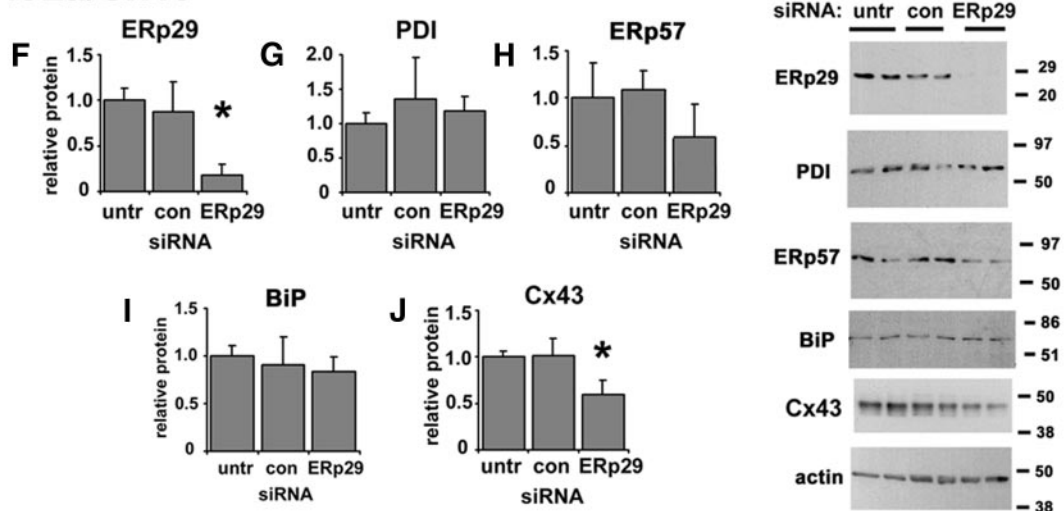 F
ERp29
relative protein
1.5
1.0
0.5
0
*
untr con ERp29
siRNA
G
PDI
2.0
1.5
1.0
0.5
0
untr con ERp29
siRNA
H
ERp57
1.5
1.0
0.5
0
untr con ERp29
siRNA
I
BiP
relative protein
1.5
1.0
0.5
0
untr con ERp29
siRNA
J
Cx43
relative protein
1.5
1.0
0.5
0
*
untr con ERp29
siRNA
siRNA: untr con ERp29
ERp29
29
20
PDI
97
50
ERp57
97
50
BiP
86
51
Cx43
50
38
actin
50
38